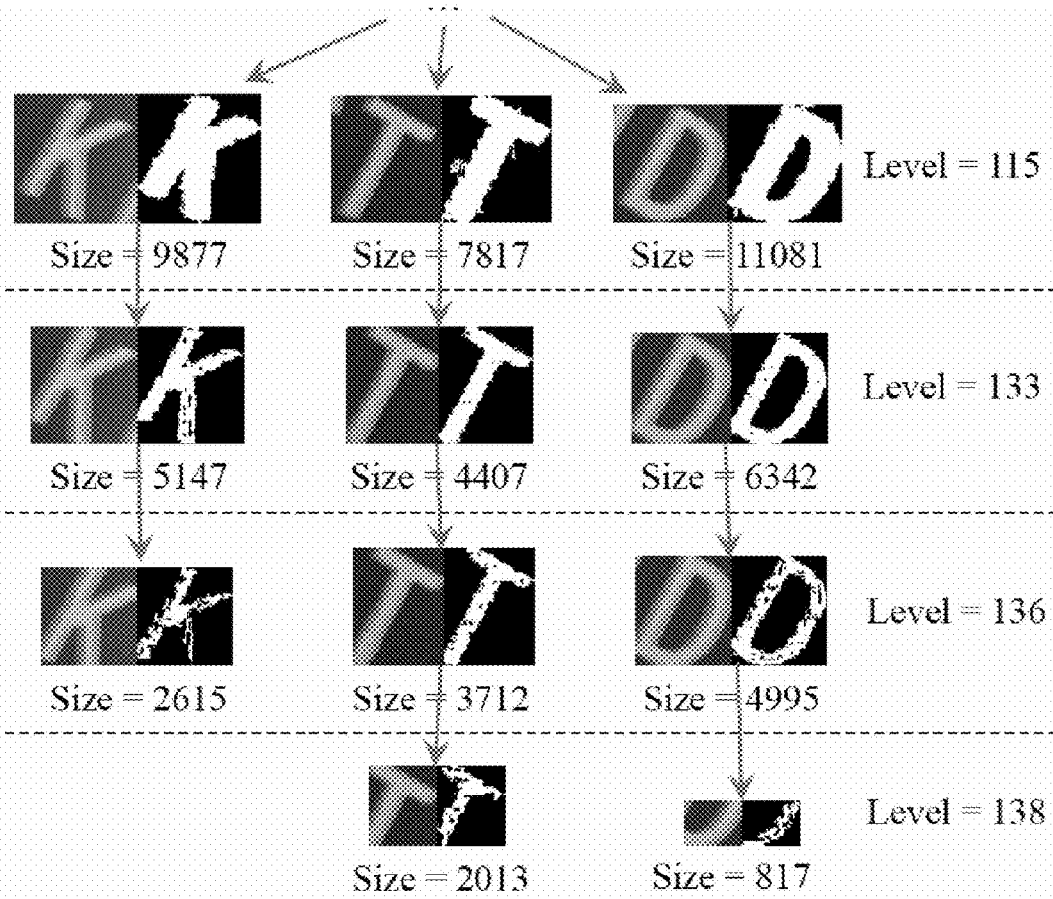 ...
K K T T D D Level = 115
Size = 9877 Size = 7817 Size = 11081
K K T T D D Level = 133
Size = 5147 Size = 4407 Size = 6342
K K T T D D Level = 136
Size = 2615 Size = 3712 Size = 4995
Level = 138
Size = 2013 Size = 817